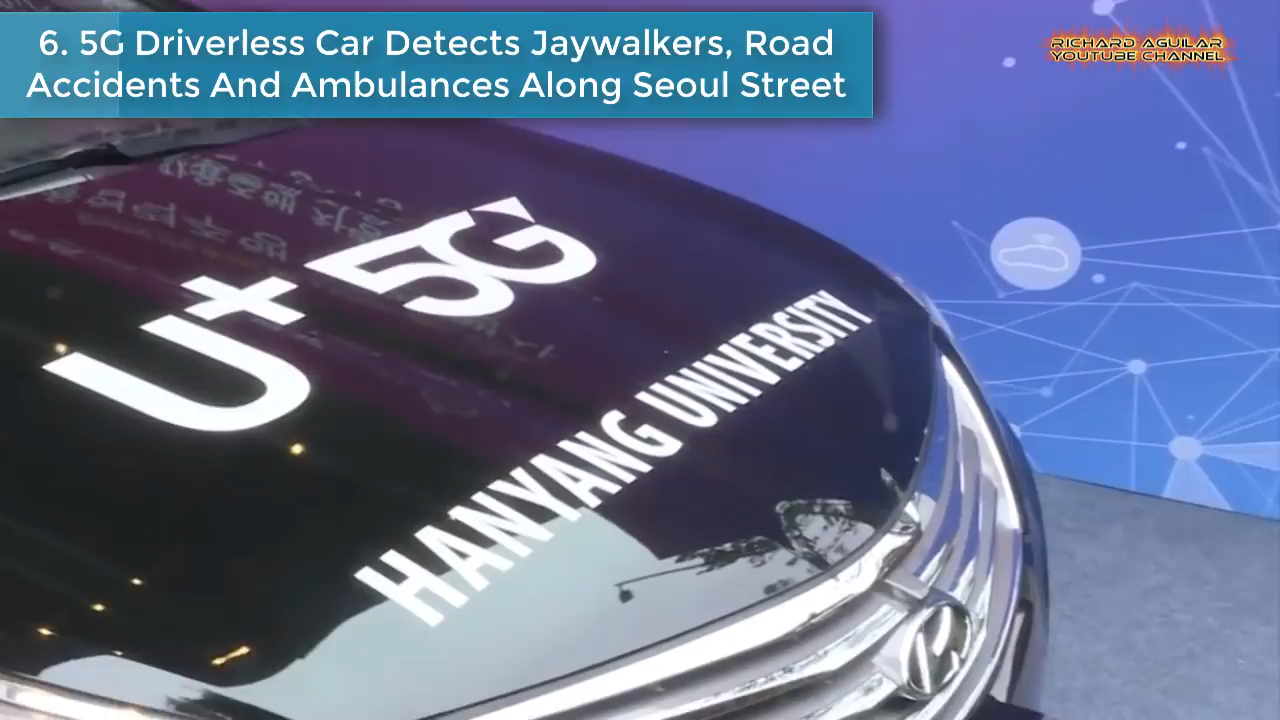 6. 5G Driverless Car Detects Jaywalkers, Road
Accidents And Ambulances Along Seoul Street
RICHARD AGUILAR
YOUTUBE CHANNEL
U+ 5G
HANYANG UNIVERSITY